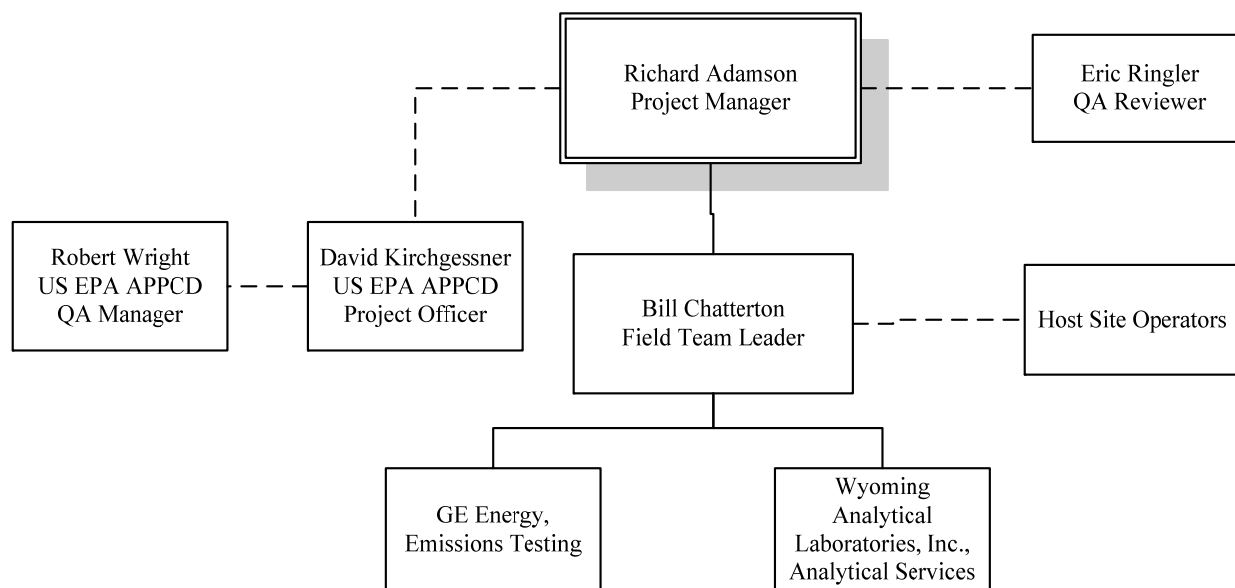 Richard Adamson
Project Manager
Eric Ringler
QA Reviewer
Robert Wright
US EPA APPCD
QA Manager
David Kirchgessner
US EPA APPCD
Project Officer
Bill Chatterton
Field Team Leader
Host Site Operators
GE Energy,
Emissions Testing
Wyoming
Analytical
Laboratories, Inc.,
Analytical Services